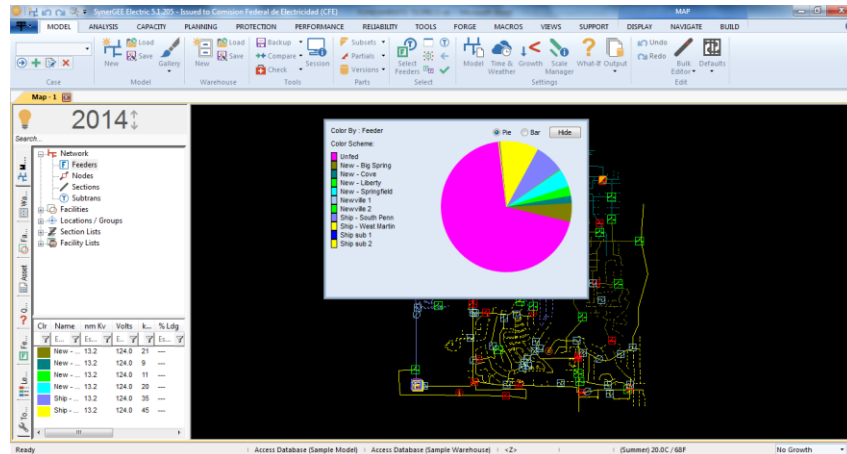 SynerGEE Electric 5.1.205 - Issued to Comision Federal de Electricidad (CFE)
MAP
MODEL ANALYSIS CAPACITY PLANNING PROTECTION PERFORMANCE RELIABILITY TOOLS FORGE MACROS VIEWS SUPPORT DISPLAY NAVIGATE BUILD
New Load Save Gallery New Load Save Backup Compare Check Session Subsets Partials Versions Select Feeders Model Time & Weather Growth Scale Manager What-If Output Undo Redo Bulk Editor Defaults
Case Model Warehouse Tools Parts Select Settings Edit
Map - 1
2014
Search...
Network
Feeders
Nodes
Sections
Subtrans
Facilities
Locations / Groups
Section Lists
Facility Lists
Wa...
Fa...
Asset
Q...
Fe...
Le...
To...
Color By : Feeder
Pie Bar Hide
Color Scheme:
Unfed
New - Big Spring
New - Cove
New - Liberty
New - Springfield
Newville 1
Newville 2
Ship - South Penn
Ship - West Martin
Ship sub 1
Ship sub 2
Clr Name nm Kv Volts k... % Ldg
E... Es... E... Es...
New - ... 13.2 124.0 21 ---
New - ... 13.2 124.0 9 ---
New - ... 13.2 124.0 11 ---
New - ... 13.2 124.0 20 ---
Ship - ... 13.2 124.0 35 ---
Ship - ... 13.2 124.0 45 ---
Ready Access Database (Sample Model) Access Database (Sample Warehouse) <Z> (Summer) 20.0C / 68F No Growth